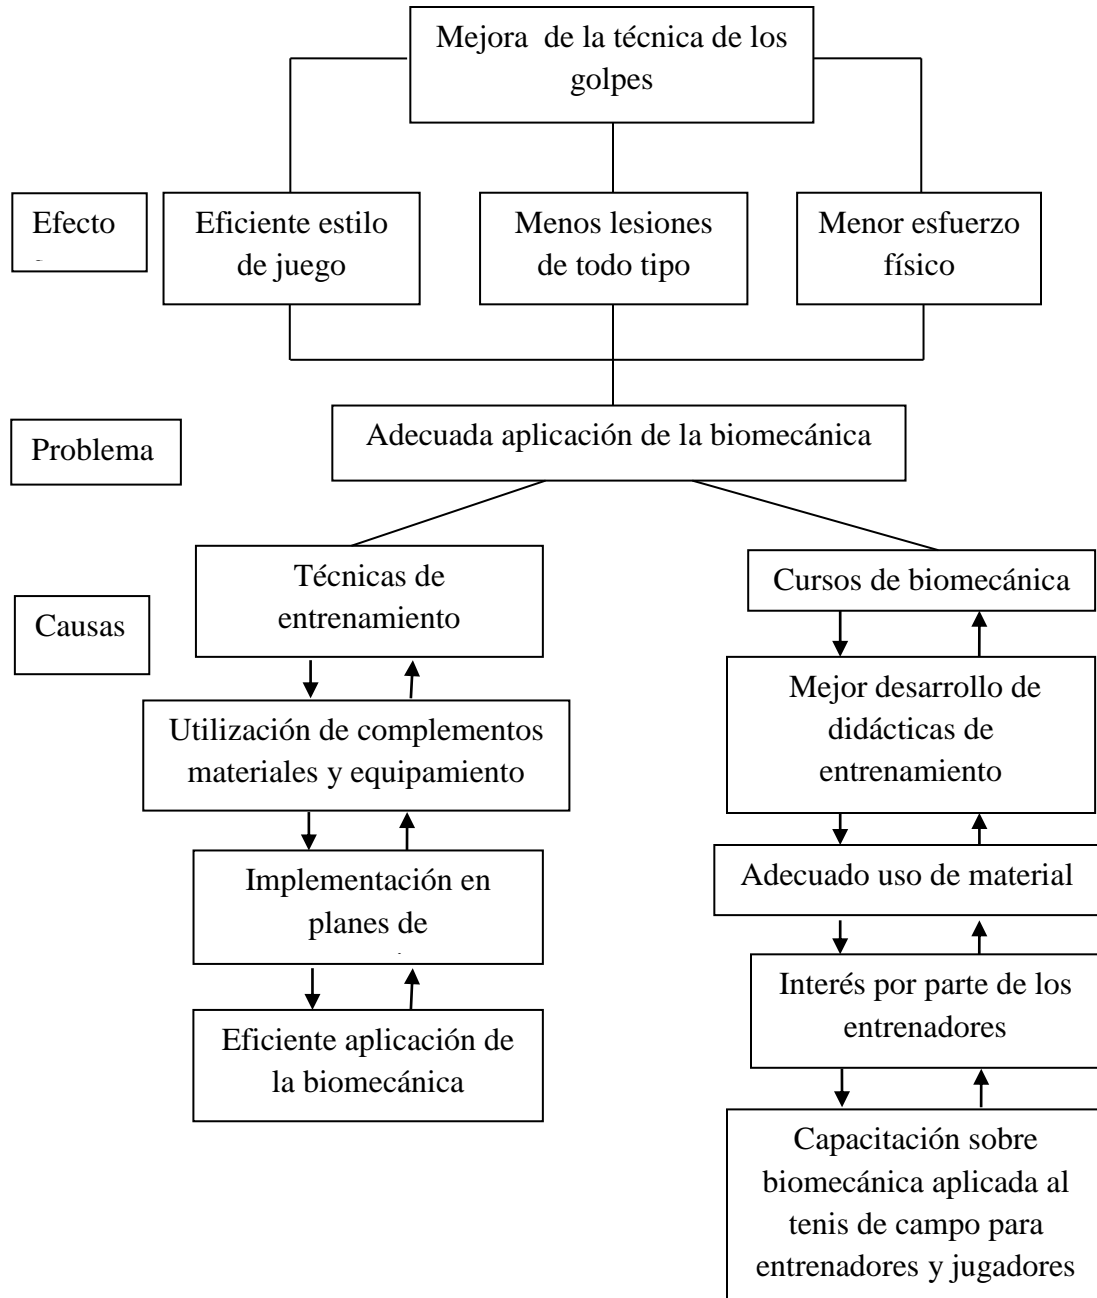 Mejora de la técnica de los
golpes
Efecto
Eficiente estilo
de juego
Menos lesiones
de todo tipo
Menor esfuerzo
físico
Problema
Adecuada aplicación de la biomecánica
Causas
Técnicas de
entrenamiento
Utilización de complementos
materiales y equipamiento
Implementación en
planes de
Eficiente aplicación de
la biomecánica
Cursos de biomecánica
Mejor desarrollo de
didácticas de
entrenamiento
Adecuado uso de material
Interés por parte de los
entrenadores
Capacitación sobre
biomecánica aplicada al
tenis de campo para
entrenadores y jugadores